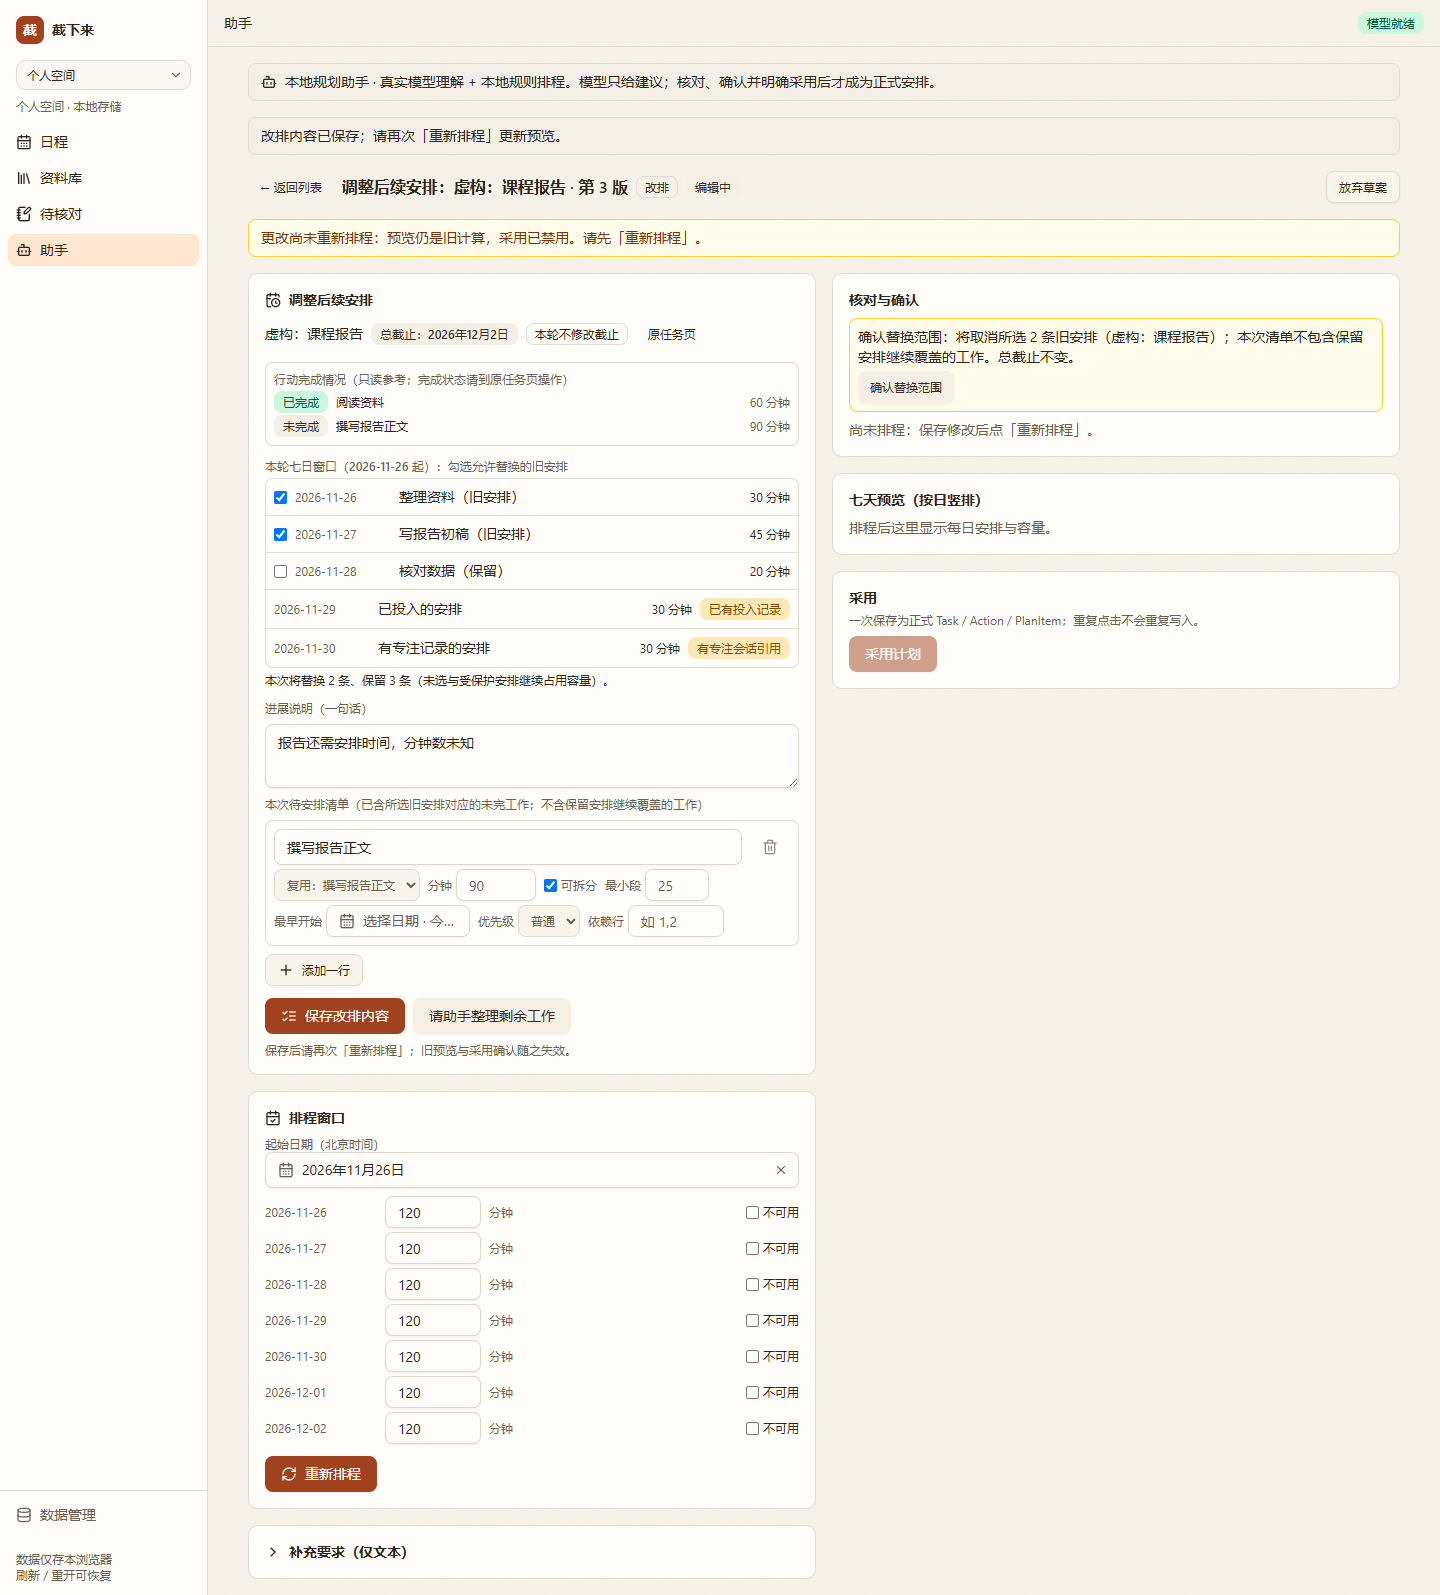 截 截下来
个人空间
个人空间 · 本地存储
日程
资料库
待核对
助手
数据管理
数据仅存本浏览器
刷新 / 重开可恢复
助手
模型就绪
本地规划助手 · 真实模型理解 + 本地规则排程。模型只给建议；核对、确认并明确采用后才成为正式安排。
改排内容已保存；请再次「重新排程」更新预览。
← 返回列表 调整后续安排：虚构：课程报告 · 第 3 版 改排 编辑中 放弃草案
更改尚未重新排程：预览仍是旧计算，采用已禁用。请先「重新排程」。
调整后续安排
虚构：课程报告 总截止：2026年12月2日 本轮不修改截止 原任务页
行动完成情况（只读参考；完成状态请到原任务页操作）
已完成 阅读资料 60 分钟
未完成 撰写报告正文 90 分钟
本轮七日窗口（2026-11-26 起）：勾选允许替换的旧安排
2026-11-26 整理资料（旧安排） 30 分钟
2026-11-27 写报告初稿（旧安排） 45 分钟
2026-11-28 核对数据（保留） 20 分钟
2026-11-29 已投入的安排 30 分钟 已有投入记录
2026-11-30 有专注记录的安排 30 分钟 有专注会话引用
本次将替换 2 条、保留 3 条（未选与受保护安排继续占用容量）。
进展说明（一句话）
报告还需安排时间，分钟数未知
本次待安排清单（已含所选旧安排对应的未完工作；不含保留安排继续覆盖的工作）
撰写报告正文
复用：撰写报告正文 分钟 90 可拆分 最小段 25
最早开始 选择日期 · 今... 优先级 普通 依赖行 如 1,2
添加一行
保存改排内容 请助手整理剩余工作
保存后请再次「重新排程」；旧预览与采用确认随之失效。
排程窗口
起始日期（北京时间）
2026年11月26日
2026-11-26 120 分钟 不可用
2026-11-27 120 分钟 不可用
2026-11-28 120 分钟 不可用
2026-11-29 120 分钟 不可用
2026-11-30 120 分钟 不可用
2026-12-01 120 分钟 不可用
2026-12-02 120 分钟 不可用
重新排程
补充要求（仅文本）
核对与确认
确认替换范围：将取消所选 2 条旧安排（虚构：课程报告）；本次清单不包含保留
安排继续覆盖的工作。总截止不变。
确认替换范围
尚未排程：保存修改后点「重新排程」。
七天预览（按日竖排）
排程后这里显示每日安排与容量。
采用
一次保存为正式 Task / Action / PlanItem；重复点击不会重复写入。
采用计划